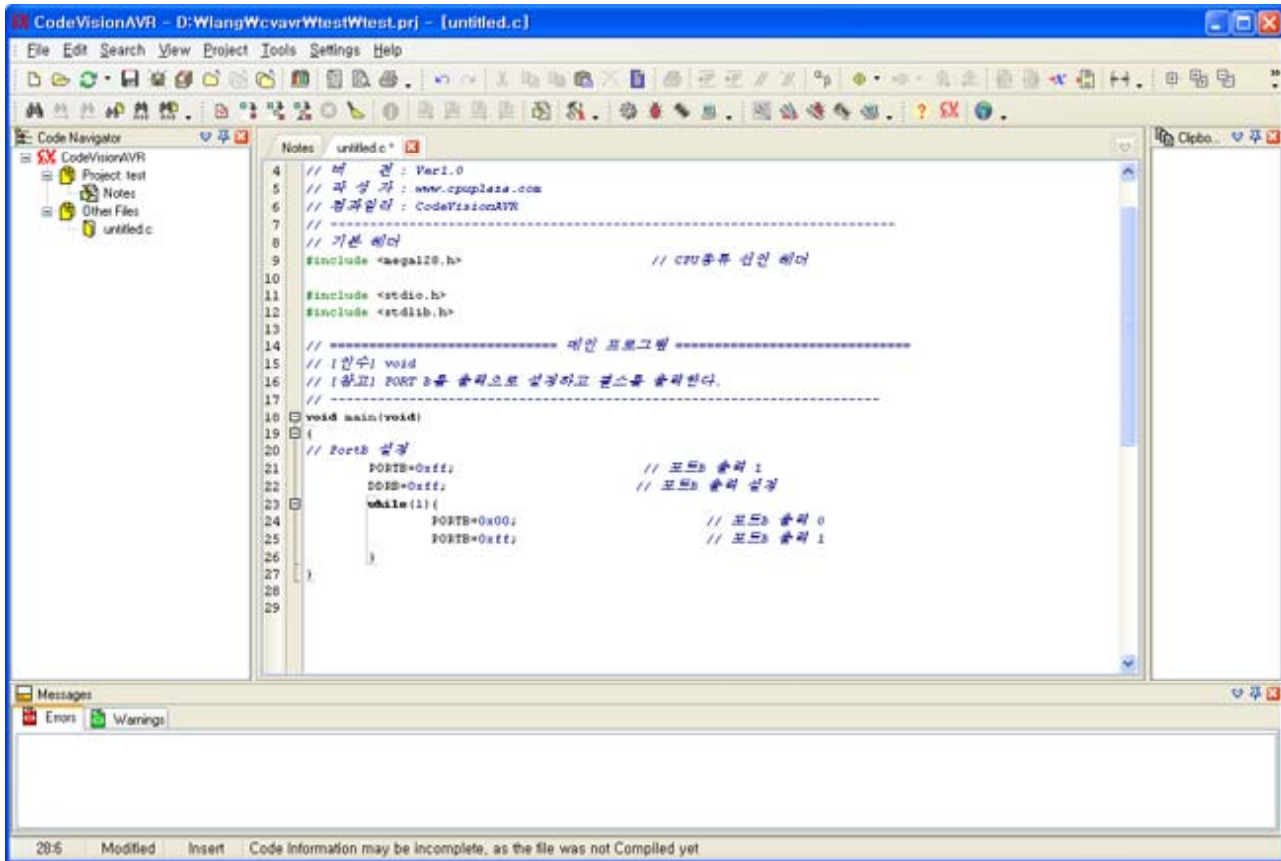 CodeVisionAVR - D:₩lang₩cvavr₩test₩test.prj - [untitled.c]
File Edit Search View Project Tools Settings Help
Code Navigator
CodeVisionAVR
Project: test
Notes
Other Files
untitled.c
Notes untitled.c *
Clipbo...
4 // 버 전 : Ver1.0
5 // 작 성 자 : www.cpuplaza.com
6 // 컴파일러 : CodeVisionAVR
7 // ------------------------------------------------------------------------
8 // 기본 헤더
9 #include <mega128.h> // CPU종류 선언 헤더
10
11 #include <stdio.h>
12 #include <stdlib.h>
13
14 // ============================= 메인 프로그램 ==============================
15 // [인수] void
16 // [참고] PORT B를 출력으로 설정하고 펄스를 출력한다.
17 // ----------------------------------------------------------------------
18 void main(void)
19 {
20 // PortB 설정
21 PORTB=0xff; // 포트B 출력 1
22 DDRB=0xff; // 포트B 출력 설정
23 while(1){
24 PORTB=0x00; // 포트B 출력 0
25 PORTB=0xff; // 포트B 출력 1
26 }
27 }
28
29
Messages
Errors Warnings
28:6 Modified Insert Code Information may be incomplete, as the file was not Compiled yet